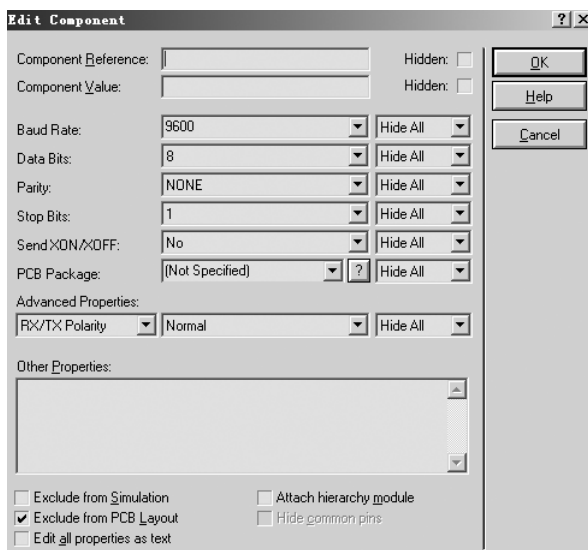 Edit Component
Component Reference: Hidden: OK
Component Value: Hidden: Help
Baud Rate: 9600 Hide All Cancel
Data Bits: 8 Hide All
Parity: NONE Hide All
Stop Bits: 1 Hide All
Send XON/XOFF: No Hide All
PCB Package: (Not Specified) ? Hide All
Advanced Properties:
RX/TX Polarity Normal Hide All
Other Properties:
Exclude from Simulation Attach hierarchy module
Exclude from PCB Layout Hide common pins
Edit all properties as text